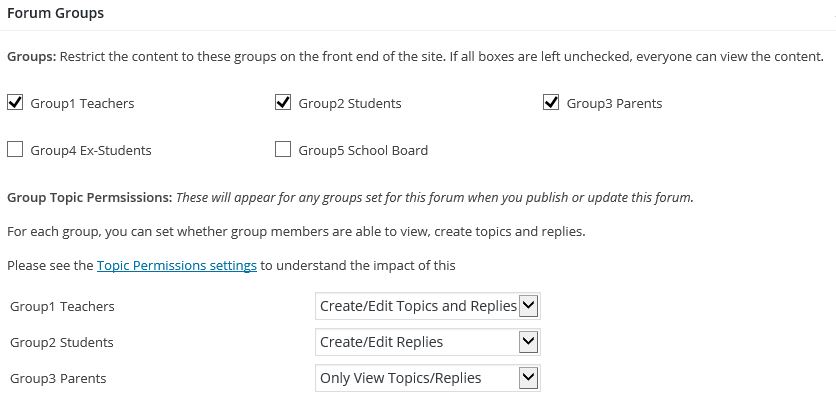 Forum Groups
Groups: Restrict the content to these groups on the front end of the site. If all boxes are left unchecked, everyone can view the content.
Group1 Teachers Group2 Students Group3 Parents
Group4 Ex-Students Group5 School Board
Group Topic Permsissions: These will appear for any groups set for this forum when you publish or update this forum.
For each group, you can set whether group members are able to view, create topics and replies.
Please see the Topic Permissions settings to understand the impact of this
Group1 Teachers Create/Edit Topics and Replies
Group2 Students Create/Edit Replies
Group3 Parents Only View Topics/Replies